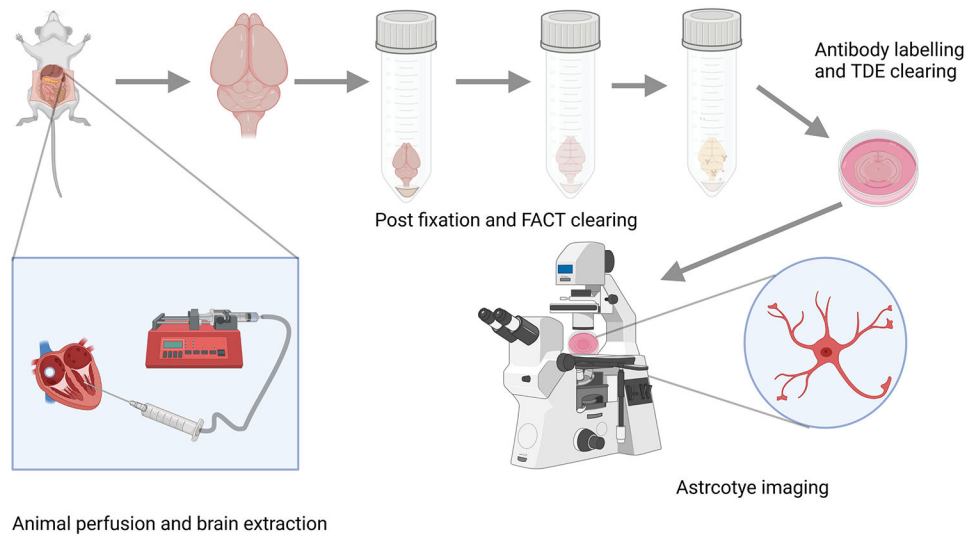 Antibody labelling
and TDE clearing
Post fixation and FACT clearing
Astrcotye imaging
Animal perfusion and brain extraction